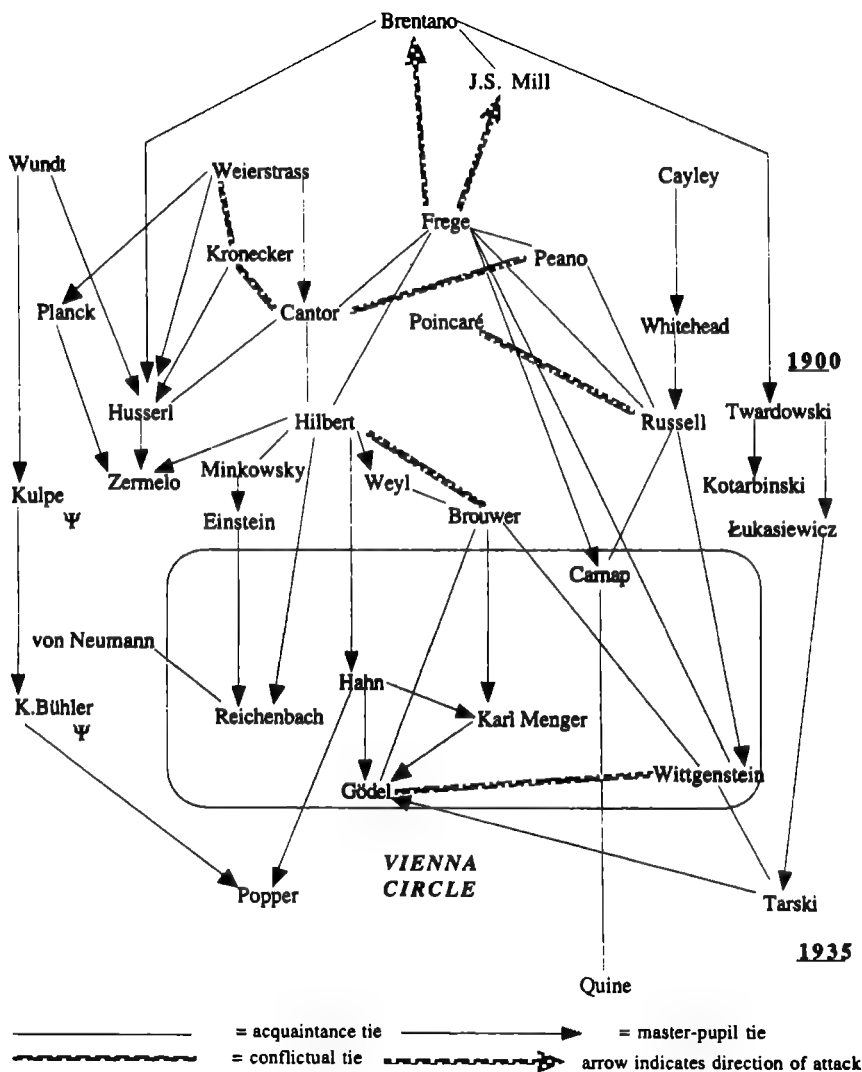 Brentano
J.S. Mill
Wundt
Weierstrass
Cayley
Frege
Kronecker
Peano
Planck
Cantor
Poincaré
Whitehead
1900
Husserl
Hilbert
Russell
Twardowski
Zermelo
Minkowsky
Weyl
Kotarbinski
Kulpe
Ψ
Einstein
Brouwer
Łukasiewicz
Carnap
von Neumann
K.Bühler
Ψ
Reichenbach
Hahn
Karl Menger
Gödel
Wittgenstein
VIENNA
CIRCLE
Popper
Tarski
1935
Quine
= acquaintance tie
= master-pupil tie
= conflictual tie
arrow indicates direction of attack